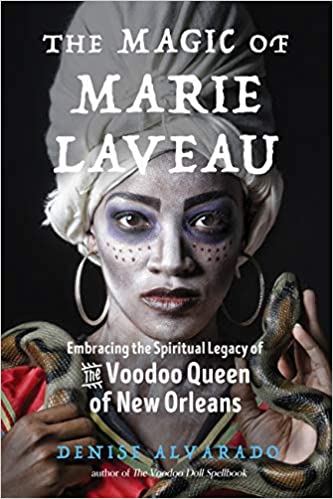 THE MAGIC OF
MARIE
LAVEAU
Embracing the Spiritual Legacy of
THE Voodoo Queen
of New Orleans
DENISE ALVARADO
author of The Voodoo Doll Spellbook